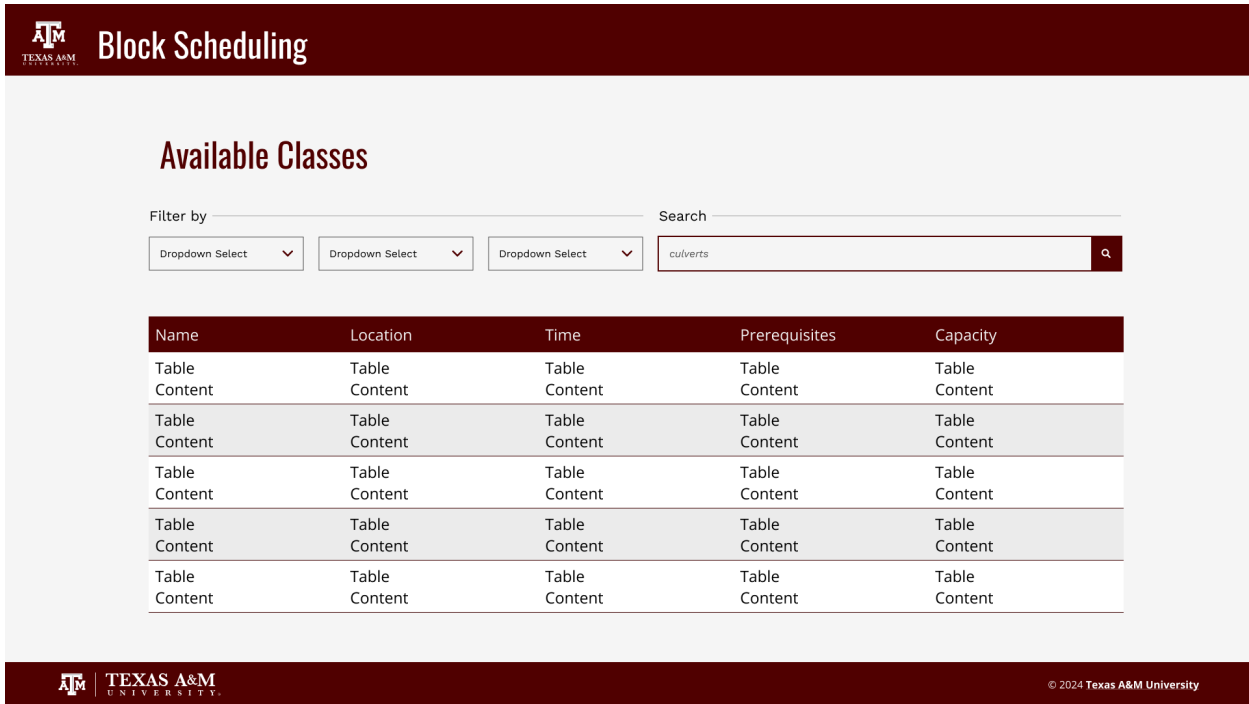 TEXAS A&M
UNIVERSITY.
Block Scheduling
Available Classes
Filter by
Search
Dropdown Select
Dropdown Select
Dropdown Select
culverts
Name Location Time Prerequisites Capacity
Table Table Table Table Table
Content Content Content Content Content
Table Table Table Table Table
Content Content Content Content Content
Table Table Table Table Table
Content Content Content Content Content
Table Table Table Table Table
Content Content Content Content Content
Table Table Table Table Table
Content Content Content Content Content
ATM
TEXAS A&M
UNIVERSITY.
© 2024 Texas A&M University